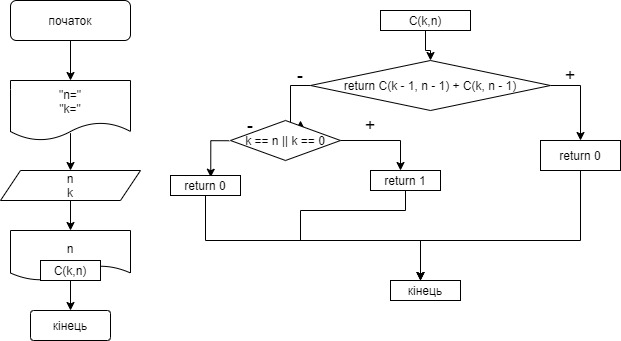 початок
"n="
"k="
n
k
n
C(k,n)
кінець
C(k,n)
-
return C(k - 1, n - 1) + C(k, n - 1)
+
-
k == n || k == 0
+
return 0
return 1
return 0
кінець